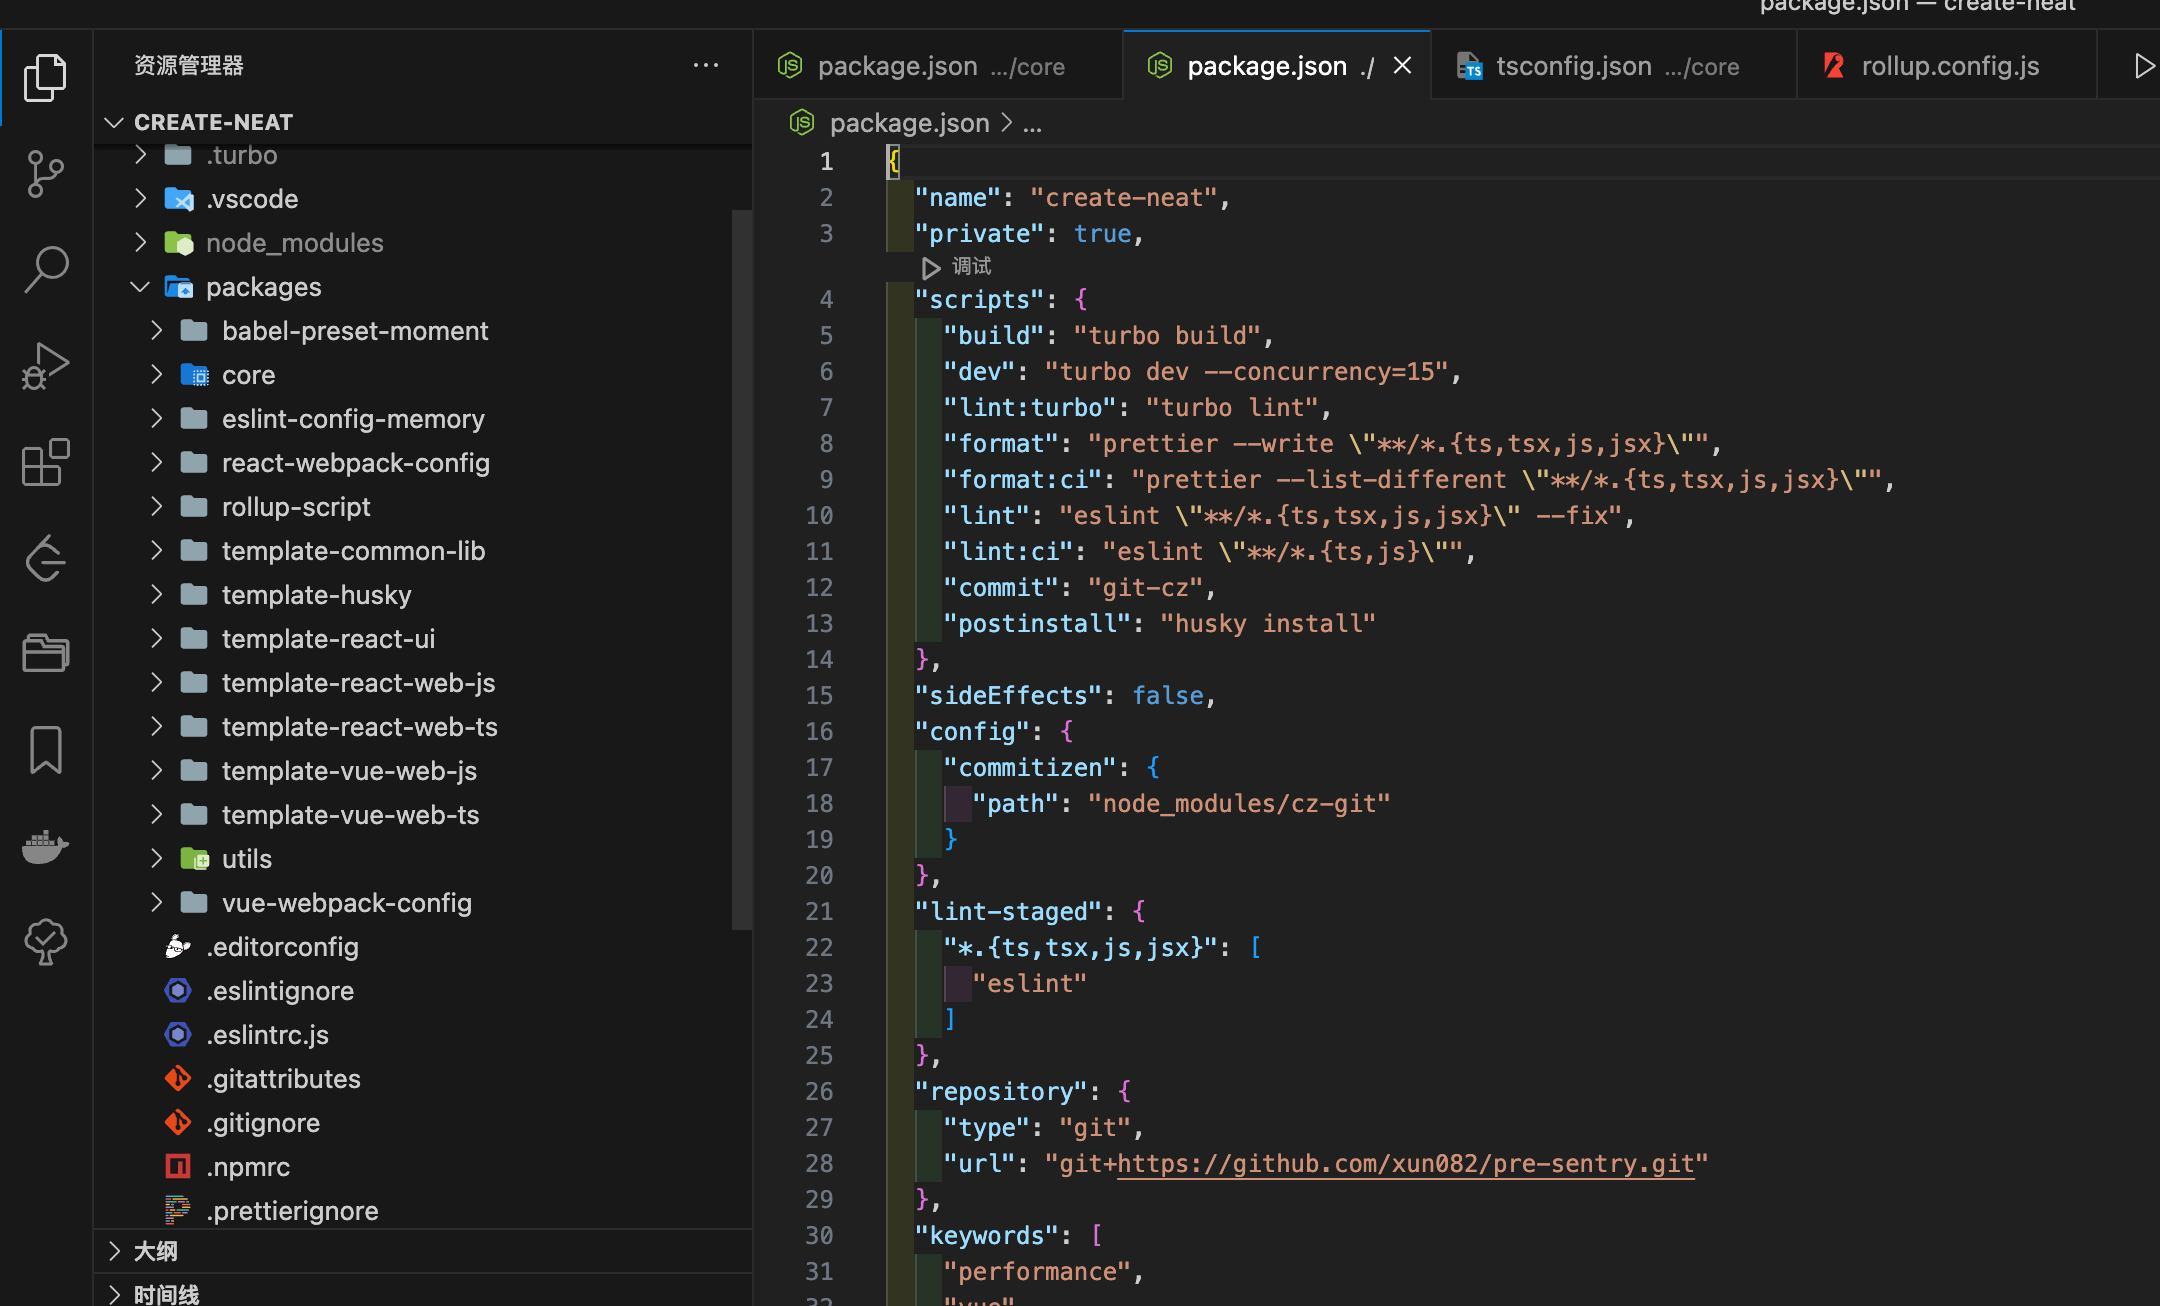 package.json — create-neat
资源管理器
CREATE-NEAT
.turbo
.vscode
node_modules
packages
babel-preset-moment
core
eslint-config-memory
react-webpack-config
rollup-script
template-common-lib
template-husky
template-react-ui
template-react-web-js
template-react-web-ts
template-vue-web-js
template-vue-web-ts
utils
vue-webpack-config
.editorconfig
.eslintignore
.eslintrc.js
.gitattributes
.gitignore
.npmrc
.prettierignore
大纲
时间线
package.json .../core
package.json ./
tsconfig.json .../core
rollup.config.js
package.json > ...
1 {
2 "name": "create-neat",
3 "private": true,
调试
4 "scripts": {
5 "build": "turbo build",
6 "dev": "turbo dev --concurrency=15",
7 "lint:turbo": "turbo lint",
8 "format": "prettier --write \"**/*.{ts,tsx,js,jsx}\"",
9 "format:ci": "prettier --list-different \"**/*.{ts,tsx,js,jsx}\"",
10 "lint": "eslint \"**/*.{ts,tsx,js,jsx}\" --fix",
11 "lint:ci": "eslint \"**/*.{ts,js}\"",
12 "commit": "git-cz",
13 "postinstall": "husky install"
14 },
15 "sideEffects": false,
16 "config": {
17 "commitizen": {
18 "path": "node_modules/cz-git"
19 }
20 },
21 "lint-staged": {
22 "*.{ts,tsx,js,jsx}": [
23 "eslint"
24 ]
25 },
26 "repository": {
27 "type": "git",
28 "url": "git+https://github.com/xun082/pre-sentry.git"
29 },
30 "keywords": [
31 "performance",
32 "vue"